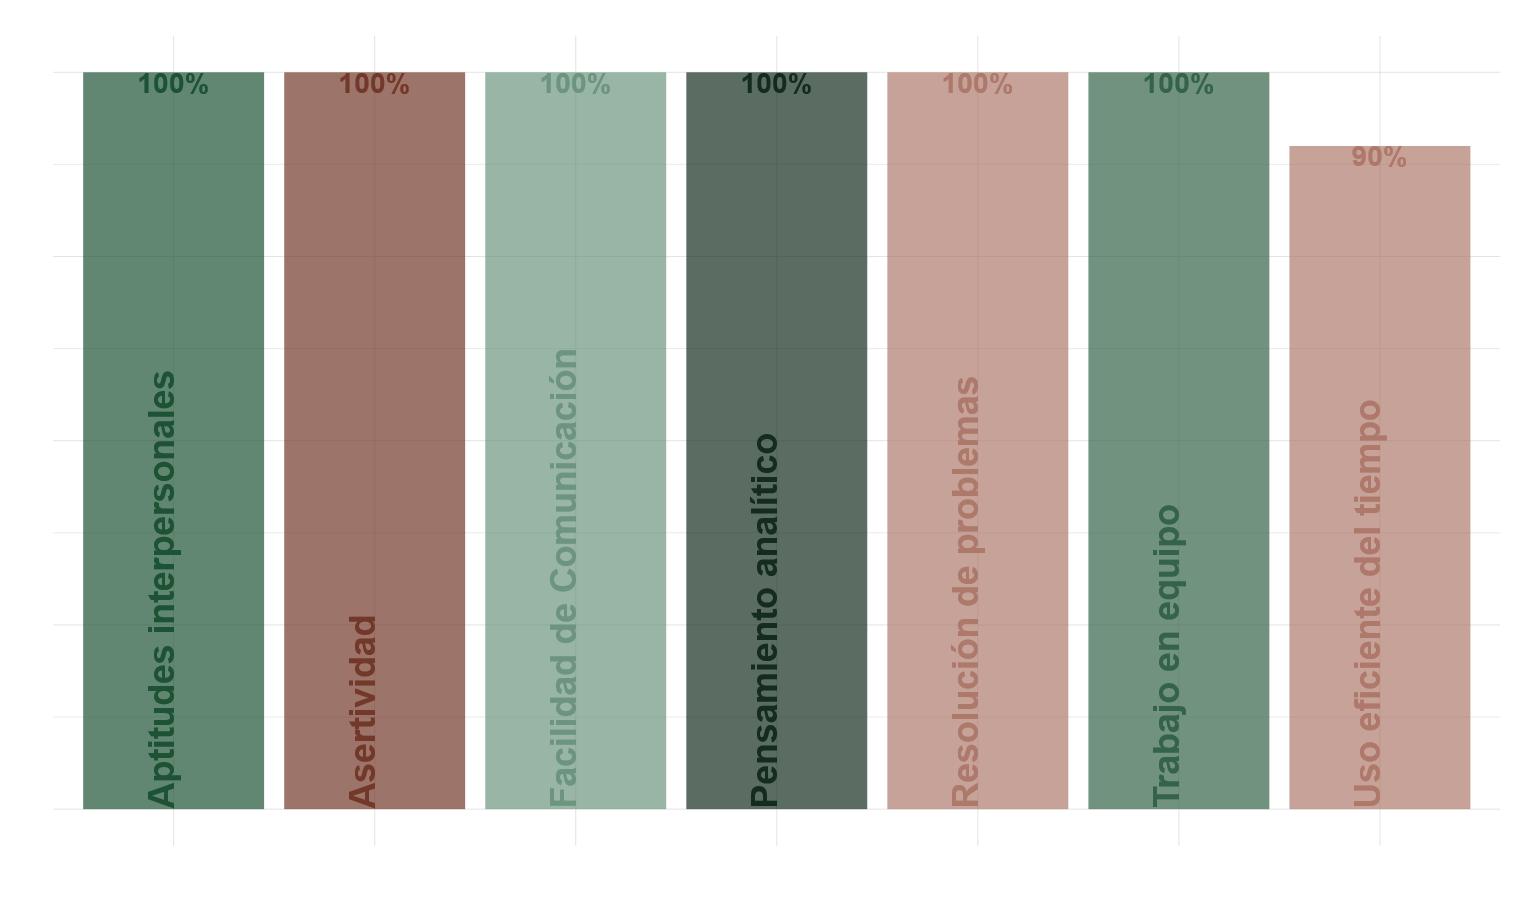 100%
100%
100%
100%
100%
100%
90%
Aptitudes interpersonales
Asertividad
Facilidad de Comunicación
Pensamiento analítico
Resolución de problemas
Trabajo en equipo
Uso eficiente del tiempo